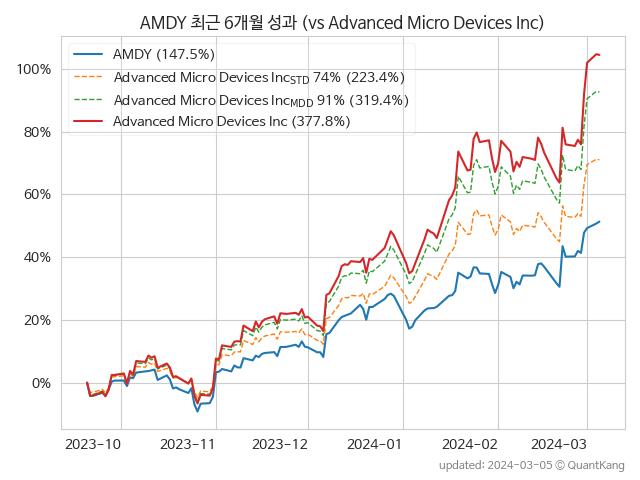 AMDY 최근 6개월 성과 (vs Advanced Micro Devices Inc)
AMDY (147.5%)
Advanced Micro Devices IncSTD 74% (223.4%)
Advanced Micro Devices IncMDD 91% (319.4%)
Advanced Micro Devices Inc (377.8%)
100%
80%
60%
40%
20%
0%
2023-10 2023-11 2023-12 2024-01 2024-02 2024-03
updated: 2024-03-05 © QuantKang